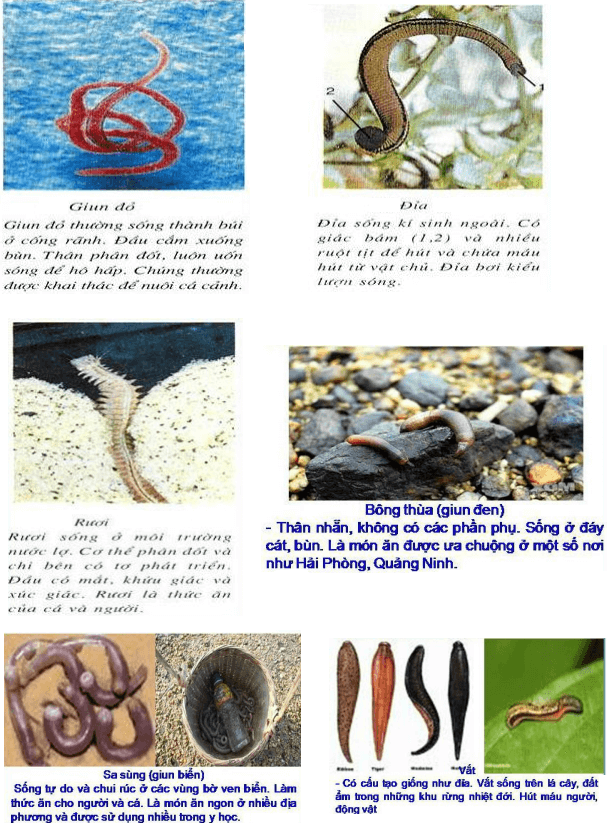 1
2
Giun đỏ
Giun đỏ thường sống thành búi
ở cống rãnh. Đầu cắm xuống
bùn. Thân phân đốt, luôn uốn
sóng để hô hấp. Chúng thường
được khai thác để nuôi cá cảnh.
Đỉa
Đỉa sống kí sinh ngoài. Có
giác bám (1,2) và nhiều
ruột tịt để hút và chứa máu
hút từ vật chủ. Đỉa bơi kiểu
lượn sóng.
Rươi
Rươi sống ở môi trường
nước lợ. Cơ thể phân đốt và
chi bên có tơ phát triển.
Đầu có mắt, khứu giác và
xúc giác. Rươi là thức ăn
của cá và người.
Bông thùa (giun đen)
- Thân nhẵn, không có các phần phụ. Sống ở đáy
cát, bùn. Là món ăn được ưa chuộng ở một số nơi
như Hải Phòng, Quảng Ninh.
Sa sùng (giun biển)
Sống tự do và chui rúc ở các vùng bờ ven biển. Làm
thức ăn cho người và cá. Là món ăn ngon ở nhiều địa
phương và được sử dụng nhiều trong y học.
Tiger
Vắt
- Có cấu tạo giống như đỉa. Vắt sống trên lá cây, đất
ẩm trong những khu rừng nhiệt đới. Hút máu người,
động vật